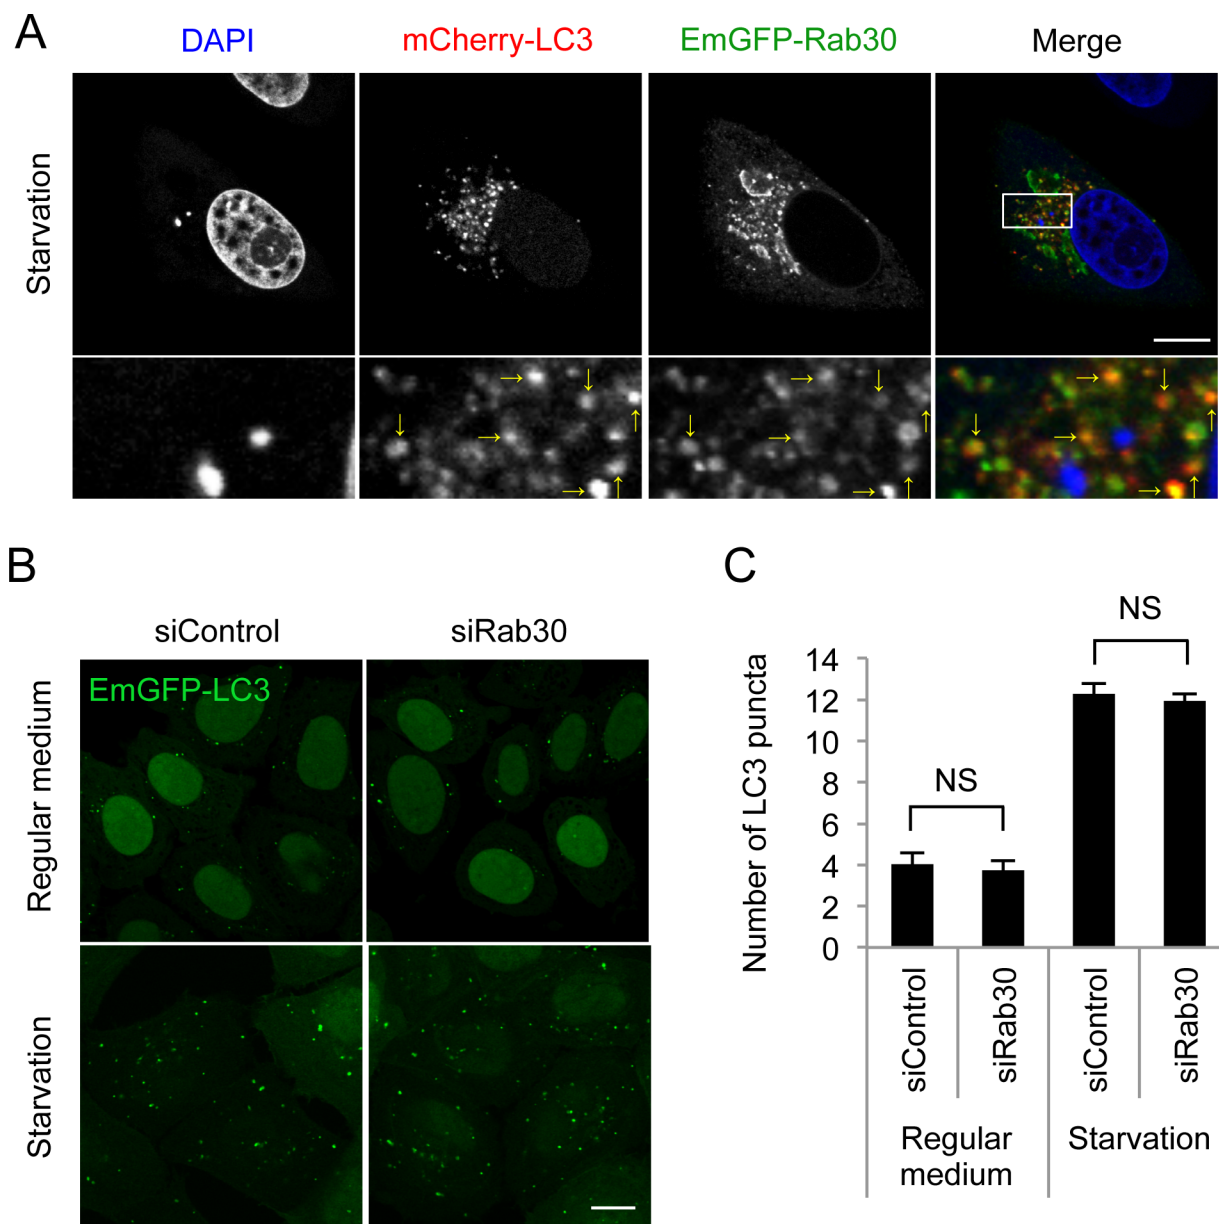 A
DAPI
mCherry-LC3
EmGFP-Rab30
Merge
Starvation
B
siControl
siRab30
EmGFP-LC3
Regular medium
Starvation
C
NS
NS
Number of LC3 puncta
14
12
10
8
6
4
2
0
siControl
siRab30
siControl
siRab30
Regular
medium
Starvation